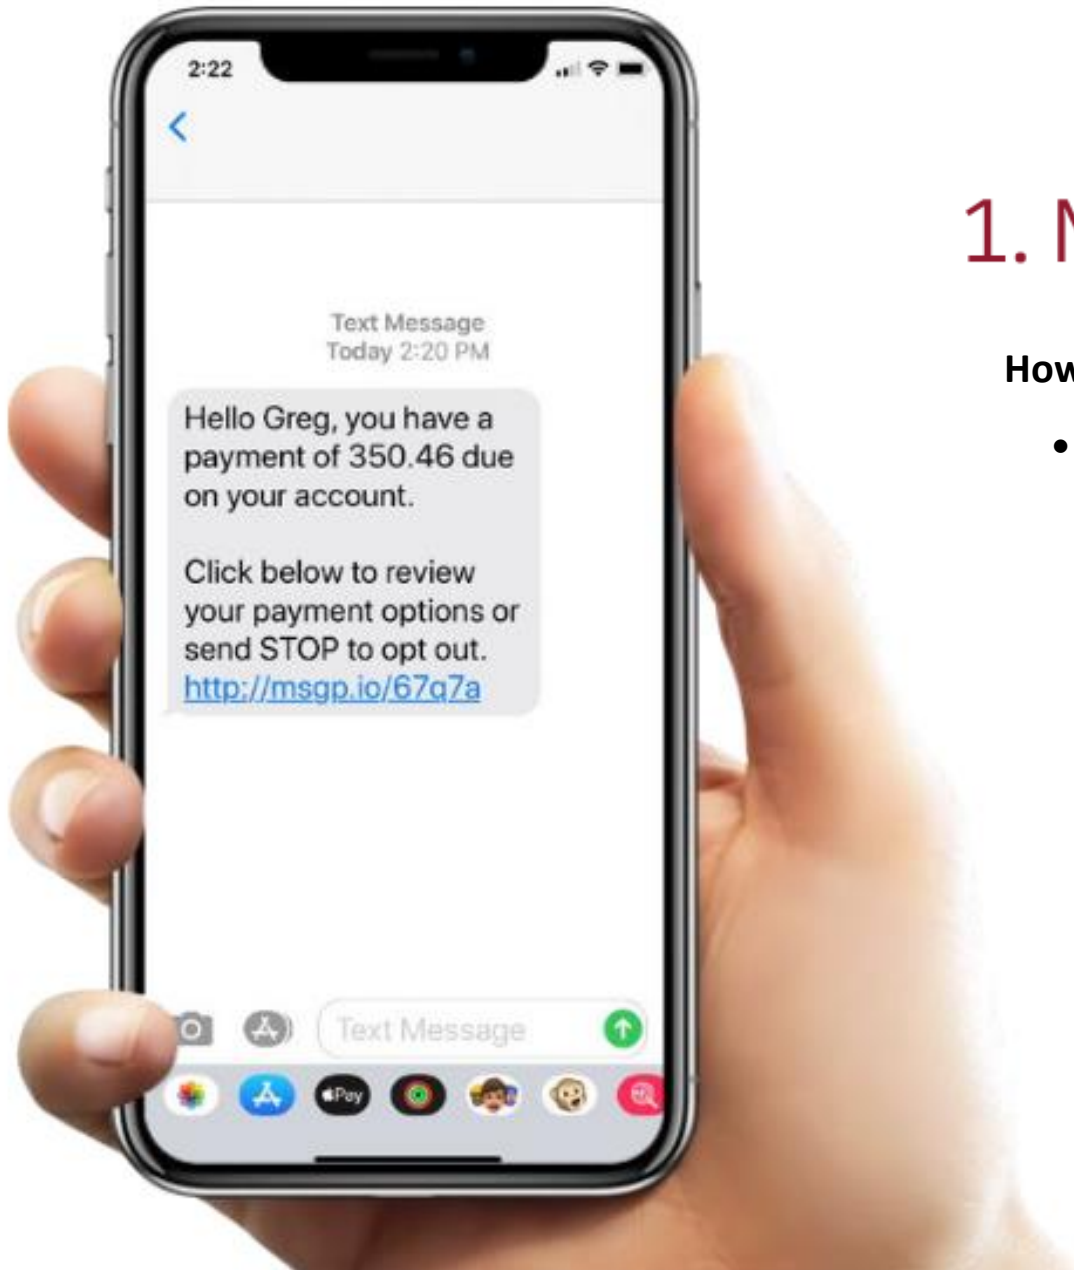 2:22
Text Message
Today 2:20 PM
Hello Greg, you have a
payment of 350.46 due
on your account.
Click below to review
your payment options or
send STOP to opt out.
http://msgp.io/67q7a
Text Message
Pay
1.
How
•